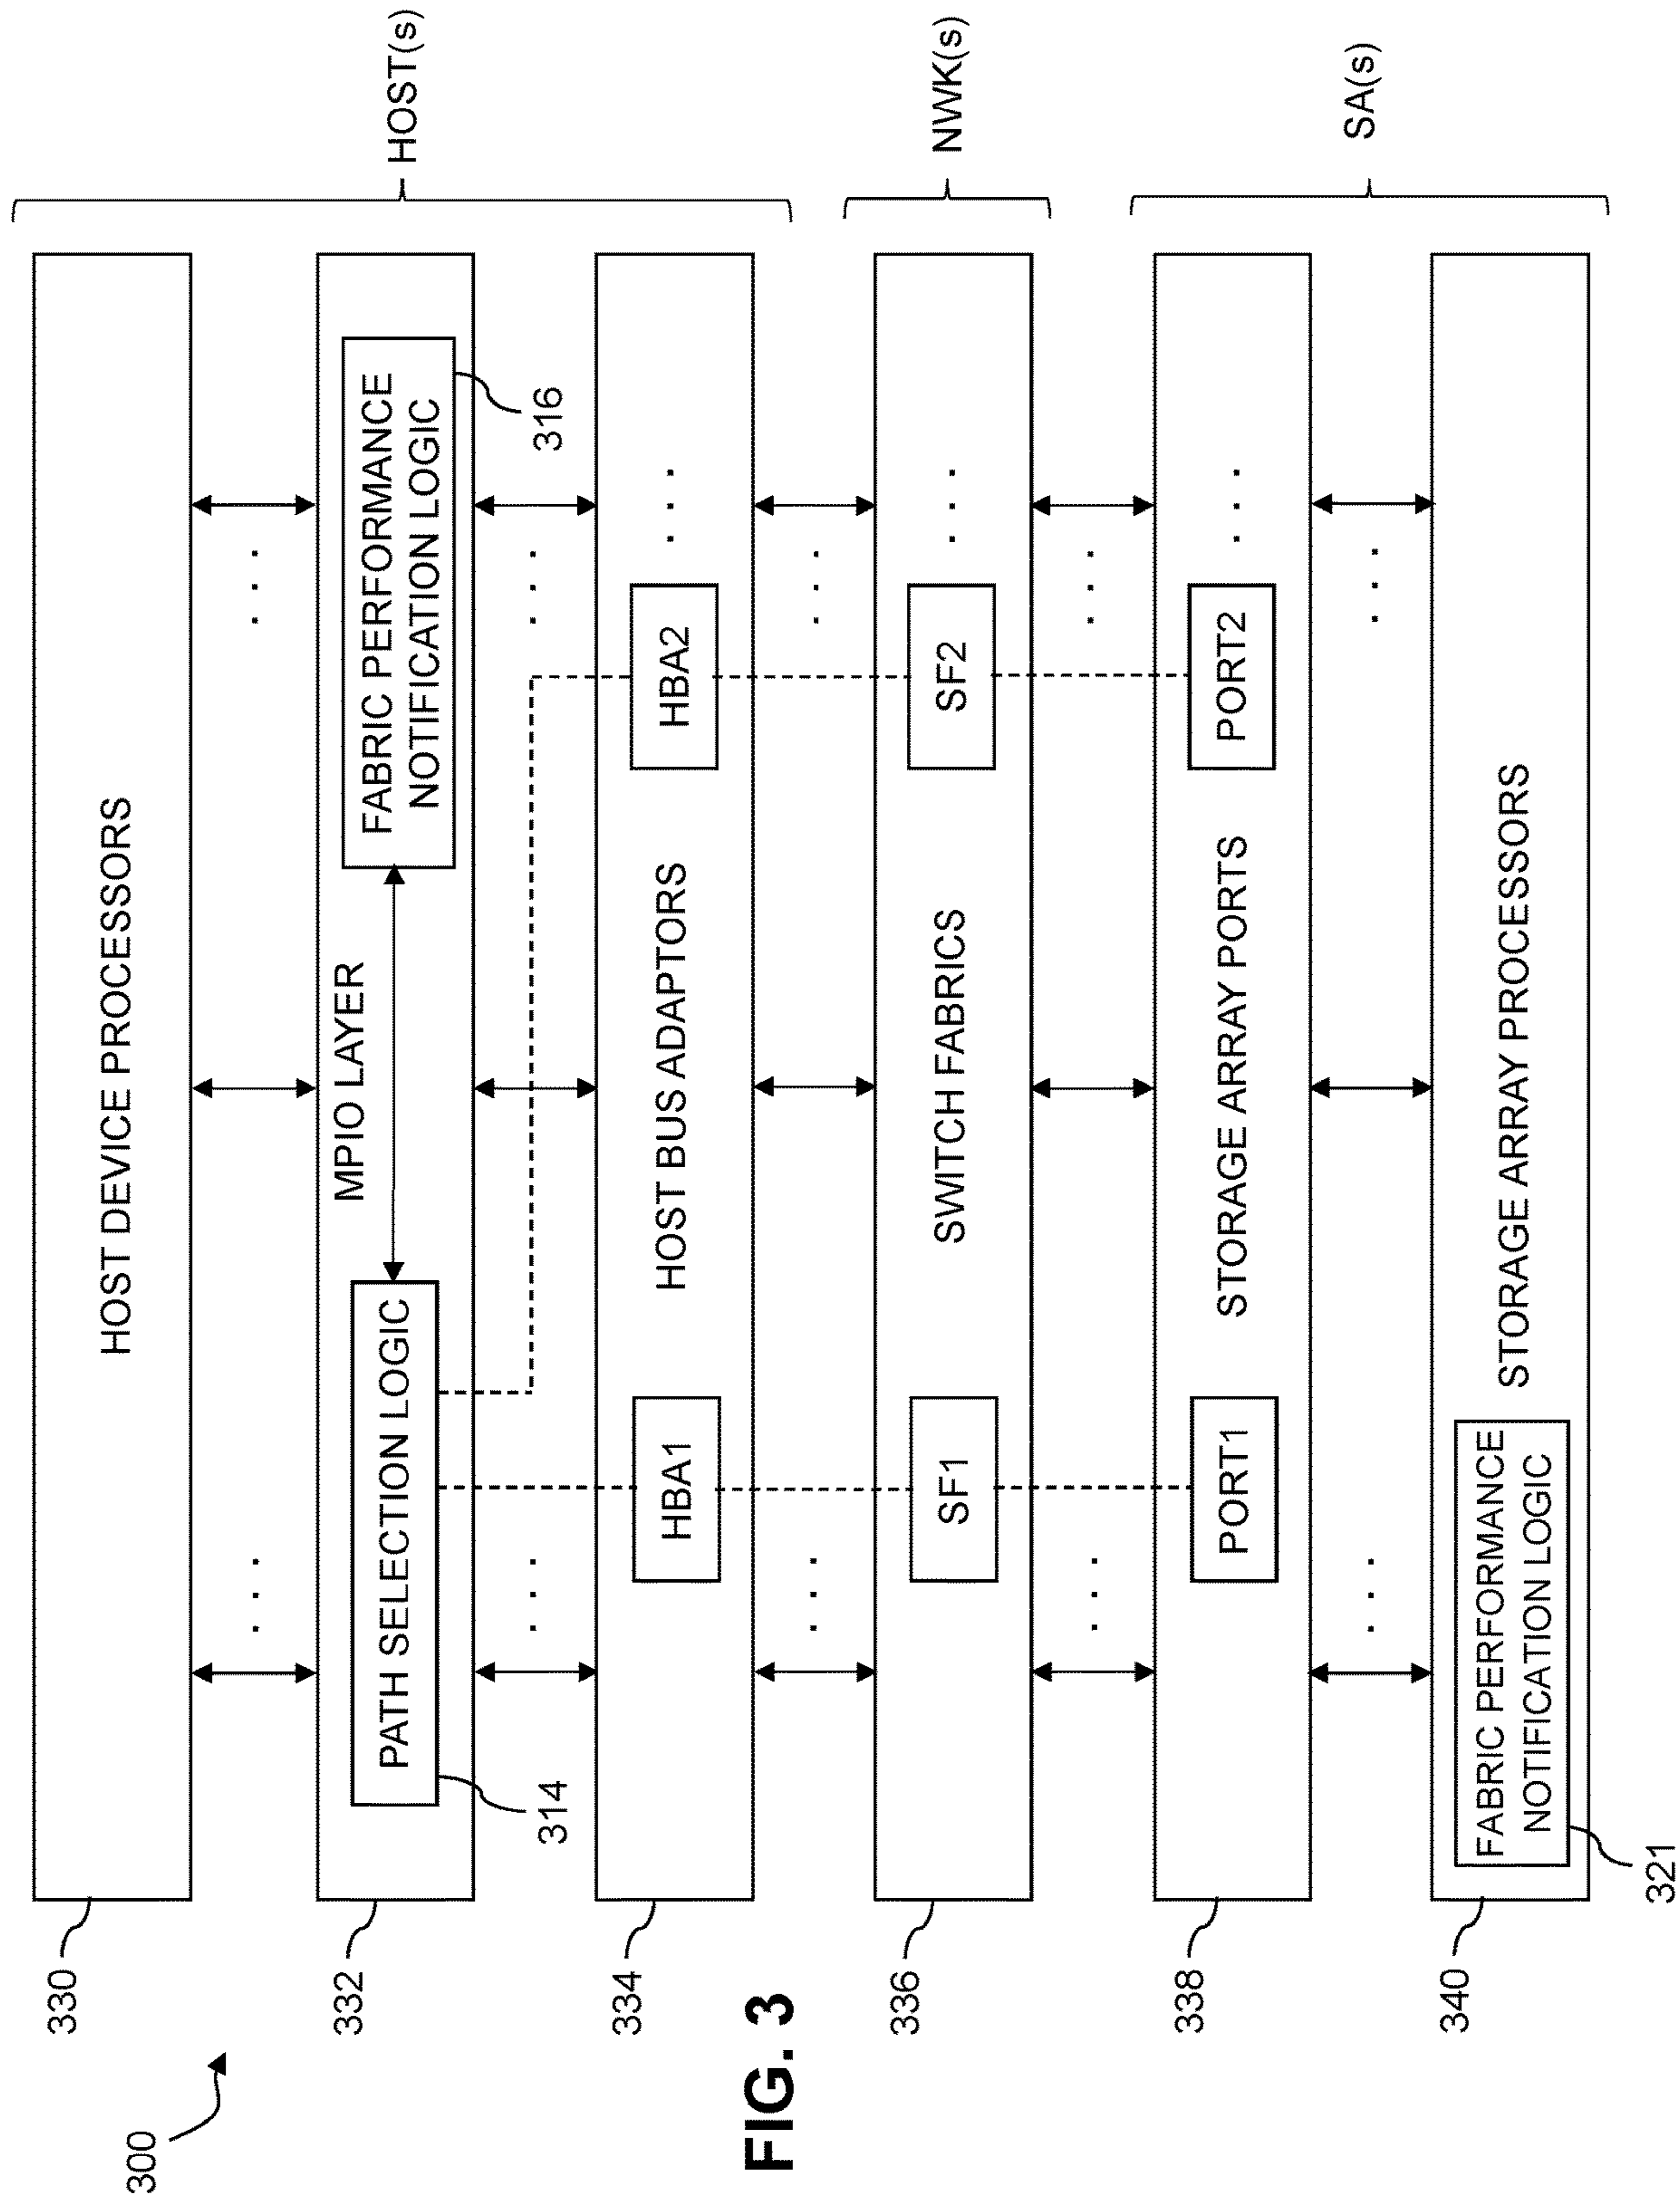 300
330
HOST DEVICE PROCESSORS
332
MPIO LAYER
PATH SELECTION LOGIC
314
FABRIC PERFORMANCE
NOTIFICATION LOGIC
316
HOST(s)
334
HBA1
HOST BUS ADAPTORS
HBA2
336
SF1
SWITCH FABRICS
SF2
NWK(s)
338
PORT1
STORAGE ARRAY PORTS
PORT2
340
FABRIC PERFORMANCE
NOTIFICATION LOGIC
321
STORAGE ARRAY PROCESSORS
SA(s)
FIG. 3